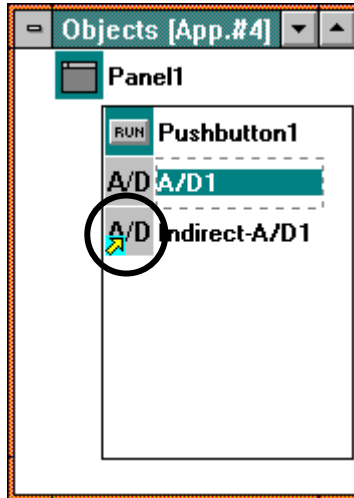 Objects [App.#4]
Panel1
RUN Pushbutton1
A/D A/D1
A/D Indirect-A/D1